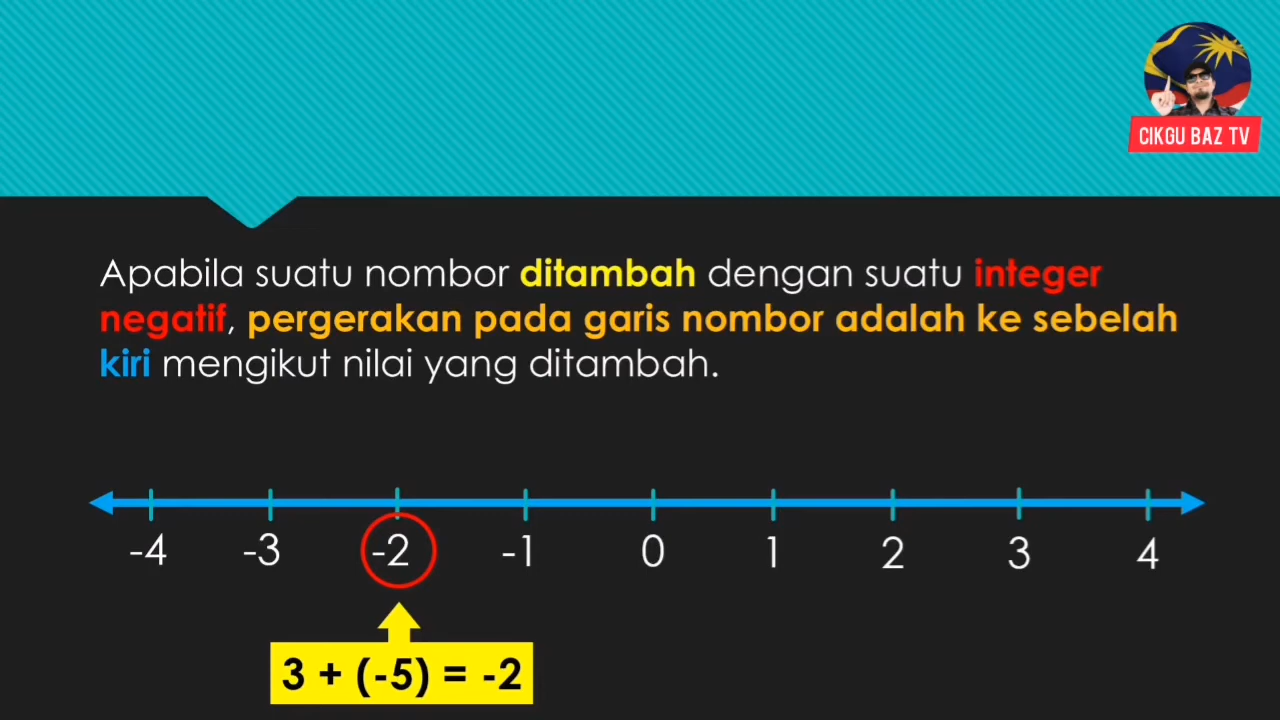 CIKGU BAZ TV
Apabila suatu nombor ditambah dengan suatu integer
negatif, pergerakan pada garis nombor adalah ke sebelah
kiri mengikut nilai yang ditambah.
-4 -3 -2 -1 0 1 2 3 4
3 + (-5) = -2